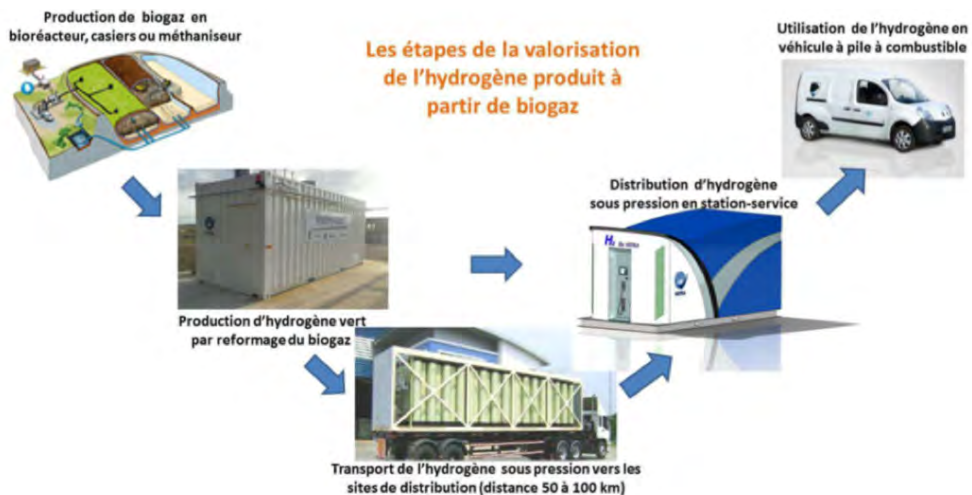 Production de biogaz en
bioréacteur, casiers ou méthaniseur
Les étapes de la valorisation
de l'hydrogène produit à
partir de biogaz
Utilisation de l'hydrogène en
véhicule à pile à combustible
Distribution d'hydrogène
sous pression en station-service
Production d'hydrogène vert
par reformage du biogaz
Transport de l'hydrogène sous pression vers les
sites de distribution (distance 50 à 100 km)